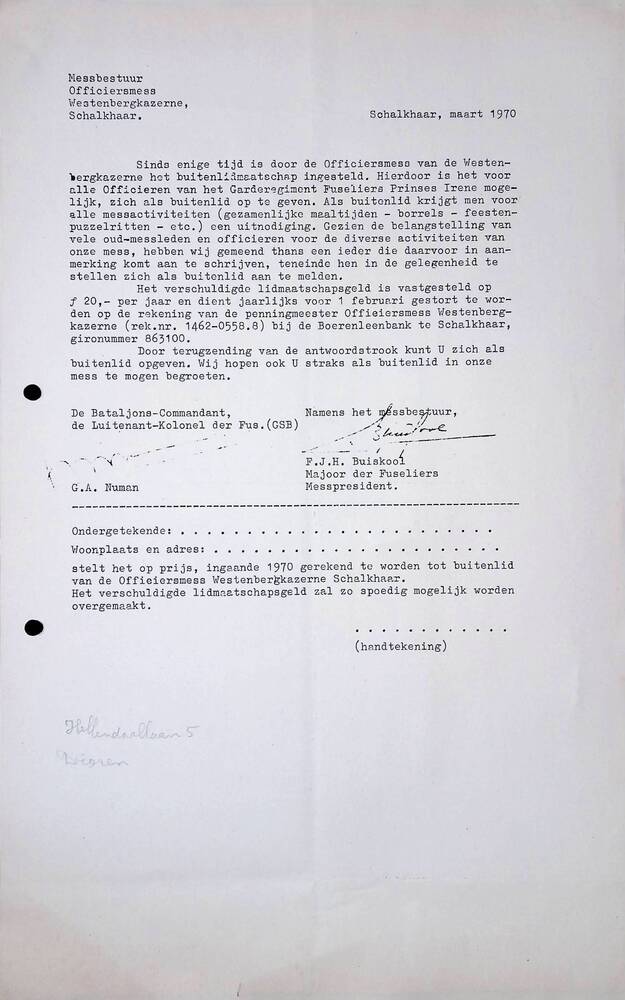 Messbestuur
Officiersmess
Westenbergkazerne,
Schalkhaar.
Schalkhaar, maart 1970
Sinds enige tijd is door de Officiersmess van de Westen-
bergkazerne het buitenlidmaatschap ingesteld. Hierdoor is het voor
alle Officieren van het Garderegiment Fuseliers Prinses Irene moge-
lijk, zich als buitenlid op te geven. Als buitenlid krijgt men voor
alle messactiviteiten (gezamenlijke maaltijden - borrels - feesten-
puzzelritten - etc.) een uitnodiging. Gezien de belangstelling van
vele oud-messleden en officieren voor de diverse activiteiten van
onze mess, hebben wij gemeend thans een ieder die daarvoor in aan-
merking komt aan te schrijven, teneinde hen in de gelegenheid te
stellen zich als buitenlid aan te melden.
Het verschuldigde lidmaatschapsgeld is vastgesteld op
ƒ 20,- per jaar en dient jaarlijks voor 1 februari gestort te wor-
den op de rekening van de penningmeester Officiersmess Westenberg-
kazerne (rek.nr. 1462-0558.8) bij de Boerenleenbank te Schalkhaar,
gironummer 863100.
Door terugzending van de antwoordstrook kunt U zich als
buitenlid opgeven. Wij hopen ook U straks als buitenlid in onze
mess te mogen begroeten.
De Bataljons-Commandant,
de Luitenant-Kolonel der Fus.(GSB)
G.A. Numan
Namens het messbestuur,
F.J.H. Buiskool
Majoor der Fuseliers
Messpresident.
Ondergetekende: . . . . . . . . . . . . . . . . . . . . . . . . .
Woonplaats en adres: . . . . . . . . . . . . . . . . . . . . . . .
stelt het op prijs, ingaande 1970 gerekend te worden tot buitenlid
van de Officiersmess Westenbergkazerne Schalkhaar.
Het verschuldigde lidmaatschapsgeld zal zo spoedig mogelijk worden
overgemaakt.
. . . . . . . . . . . .
(handtekening)
Hellendaallaan 5
Dieren